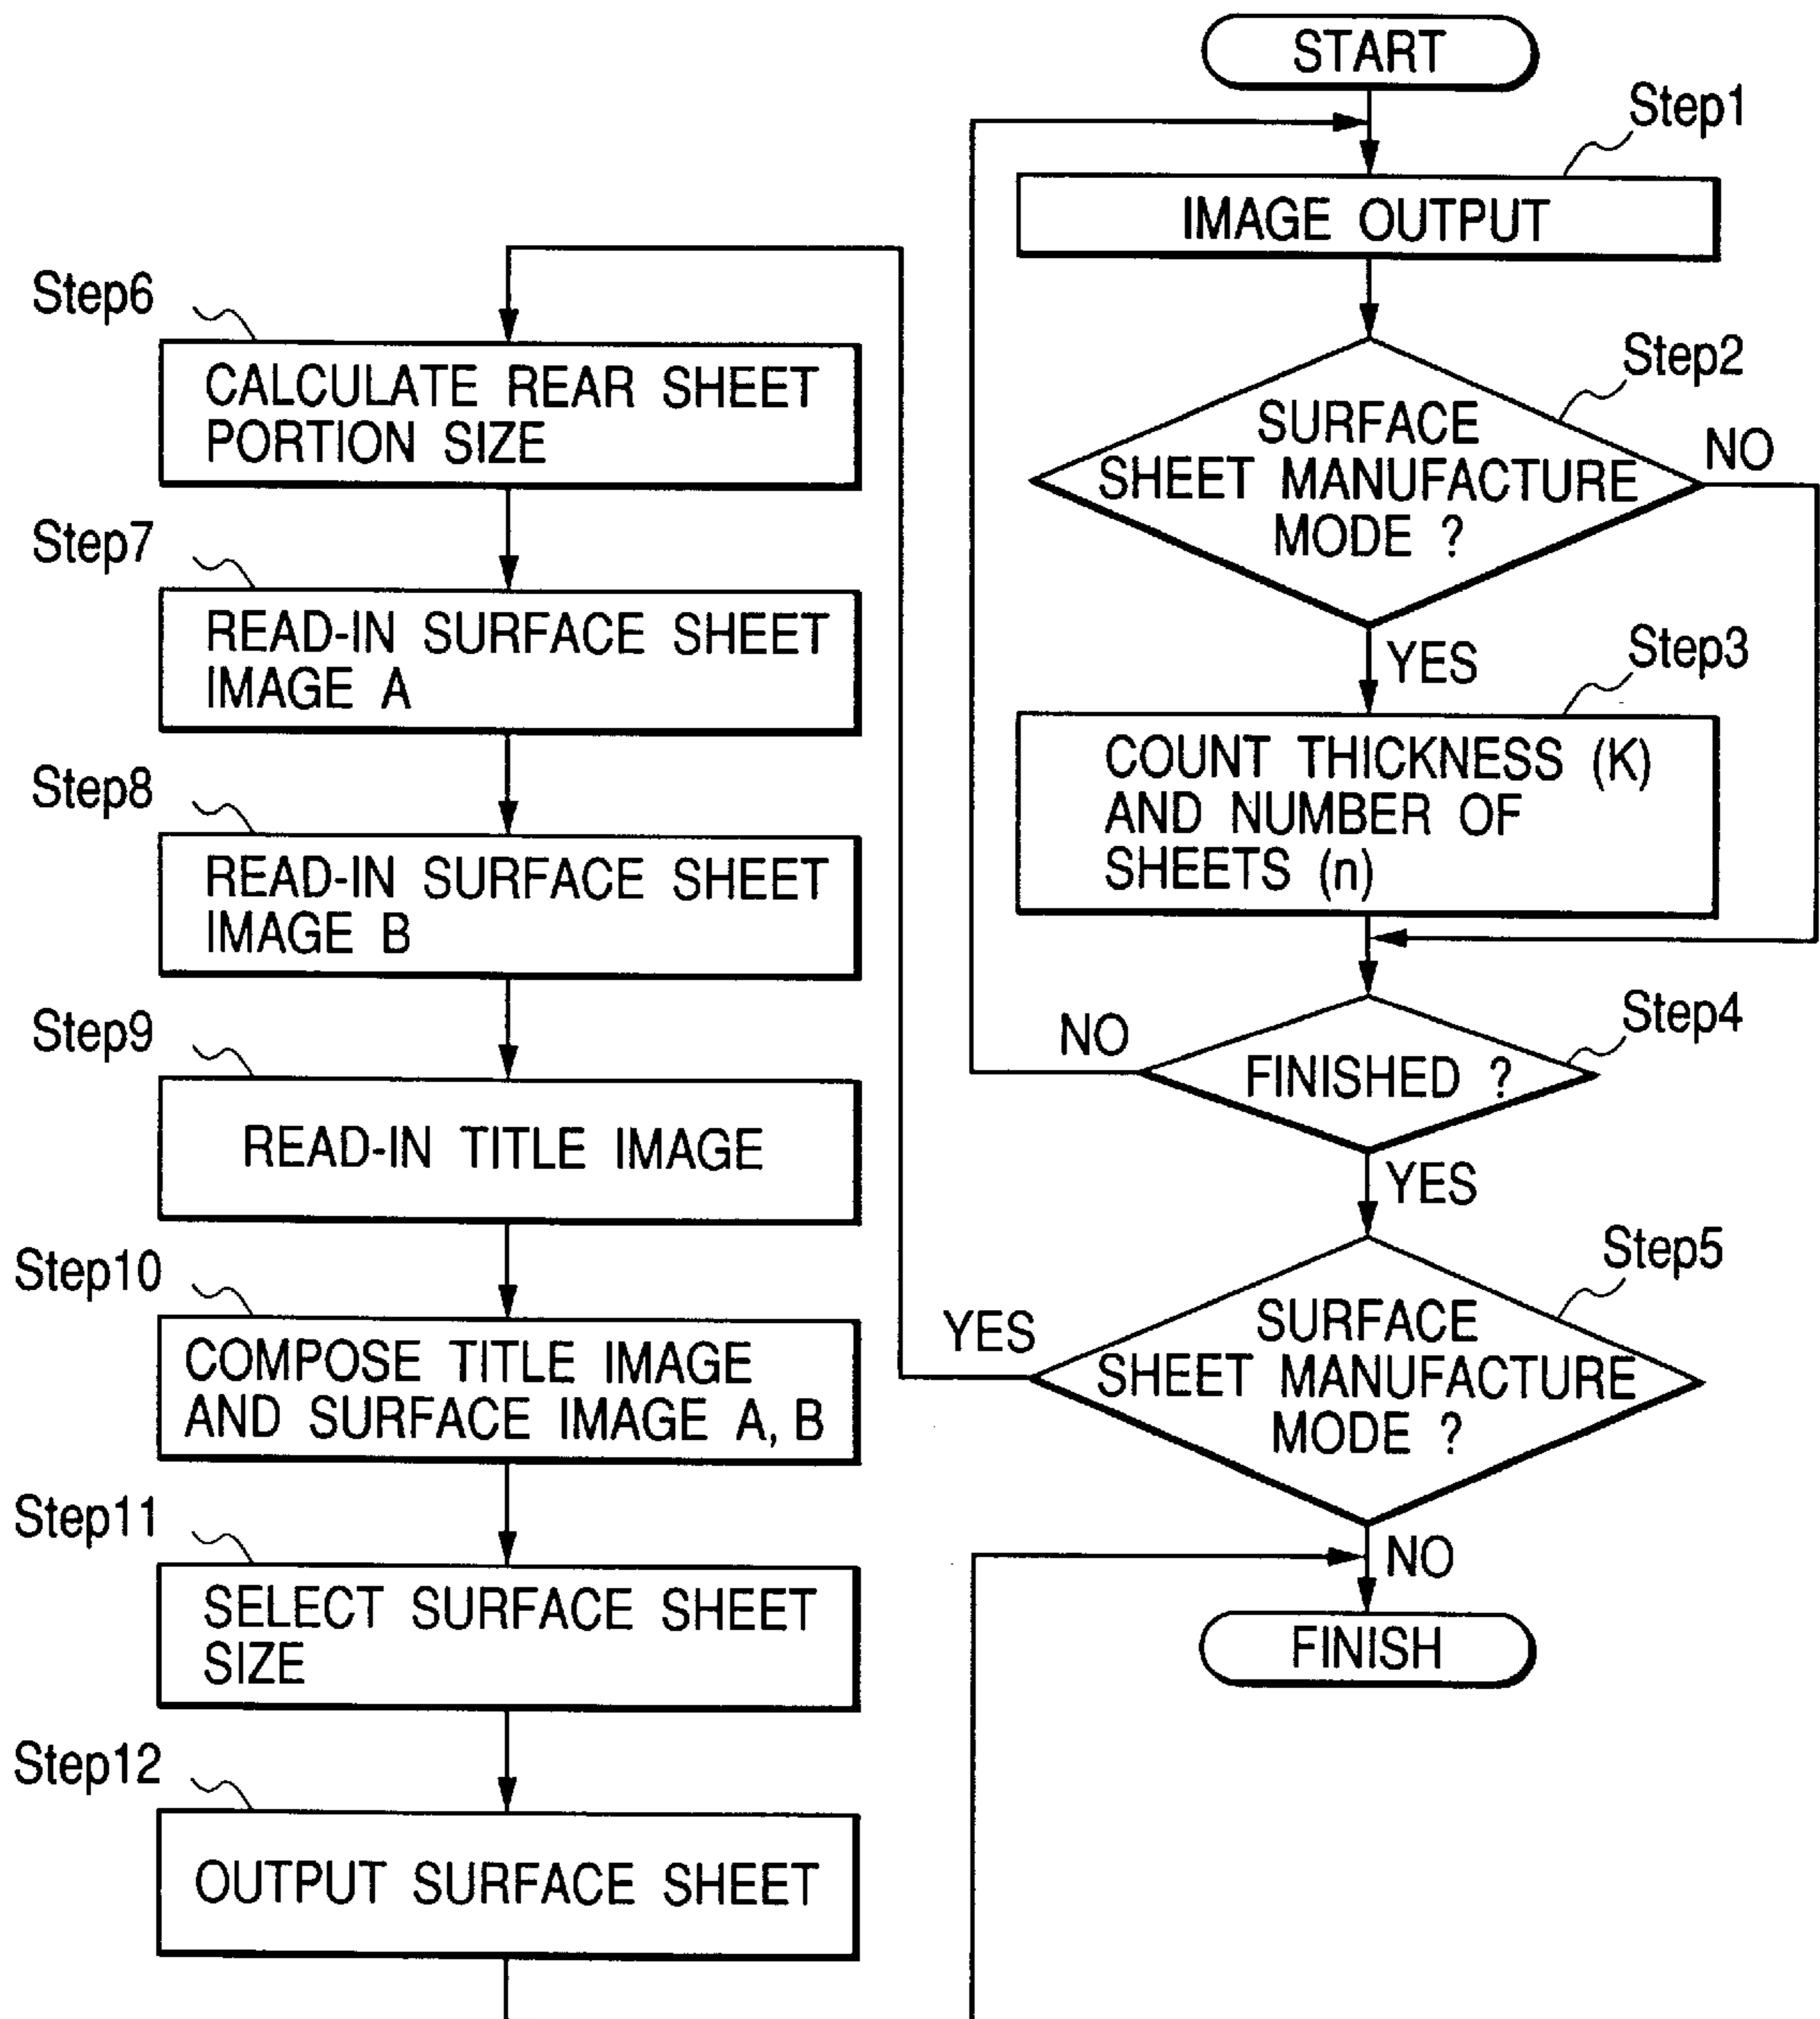 START
Step1
IMAGE OUTPUT
Step2
SURFACE
SHEET MANUFACTURE
MODE ?
NO
YES
Step3
COUNT THICKNESS (K)
AND NUMBER OF
SHEETS (n)
Step4
FINISHED ?
NO
YES
Step5
SURFACE
SHEET MANUFACTURE
MODE ?
YES
NO
FINISH
Step6
CALCULATE REAR SHEET
PORTION SIZE
Step7
READ-IN SURFACE SHEET
IMAGE A
Step8
READ-IN SURFACE SHEET
IMAGE B
Step9
READ-IN TITLE IMAGE
Step10
COMPOSE TITLE IMAGE
AND SURFACE IMAGE A, B
Step11
SELECT SURFACE SHEET
SIZE
Step12
OUTPUT SURFACE SHEET